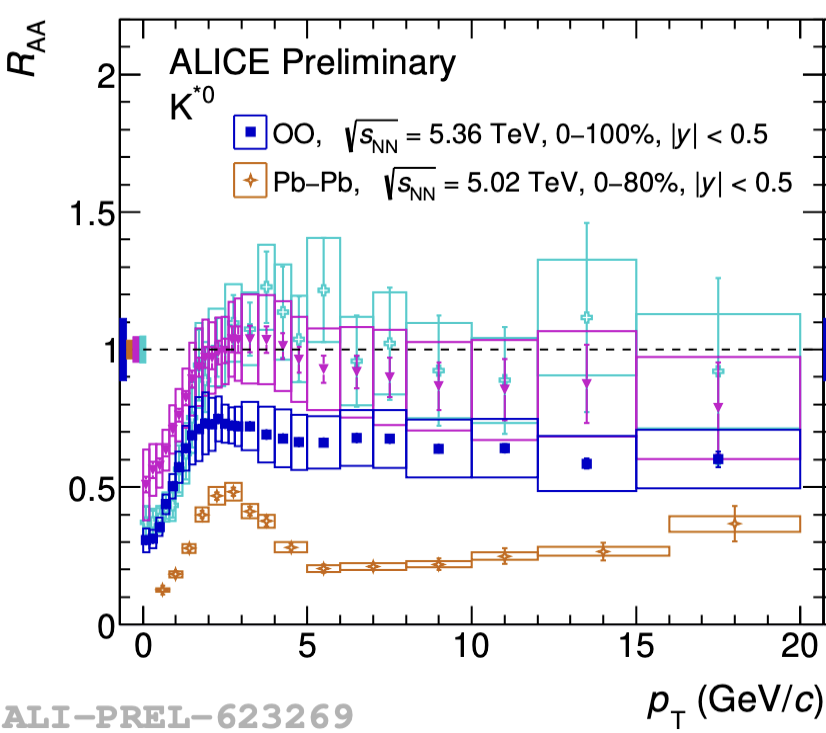 R_AA
ALICE Preliminary
K*0
OO, √s_NN = 5.36 TeV, 0–100%, |y| < 0.5
Pb–Pb, √s_NN = 5.02 TeV, 0–80%, |y| < 0.5
2
1.5
1
0.5
0
0 5 10 15 20
p_T (GeV/c)
ALI-PREL-623269